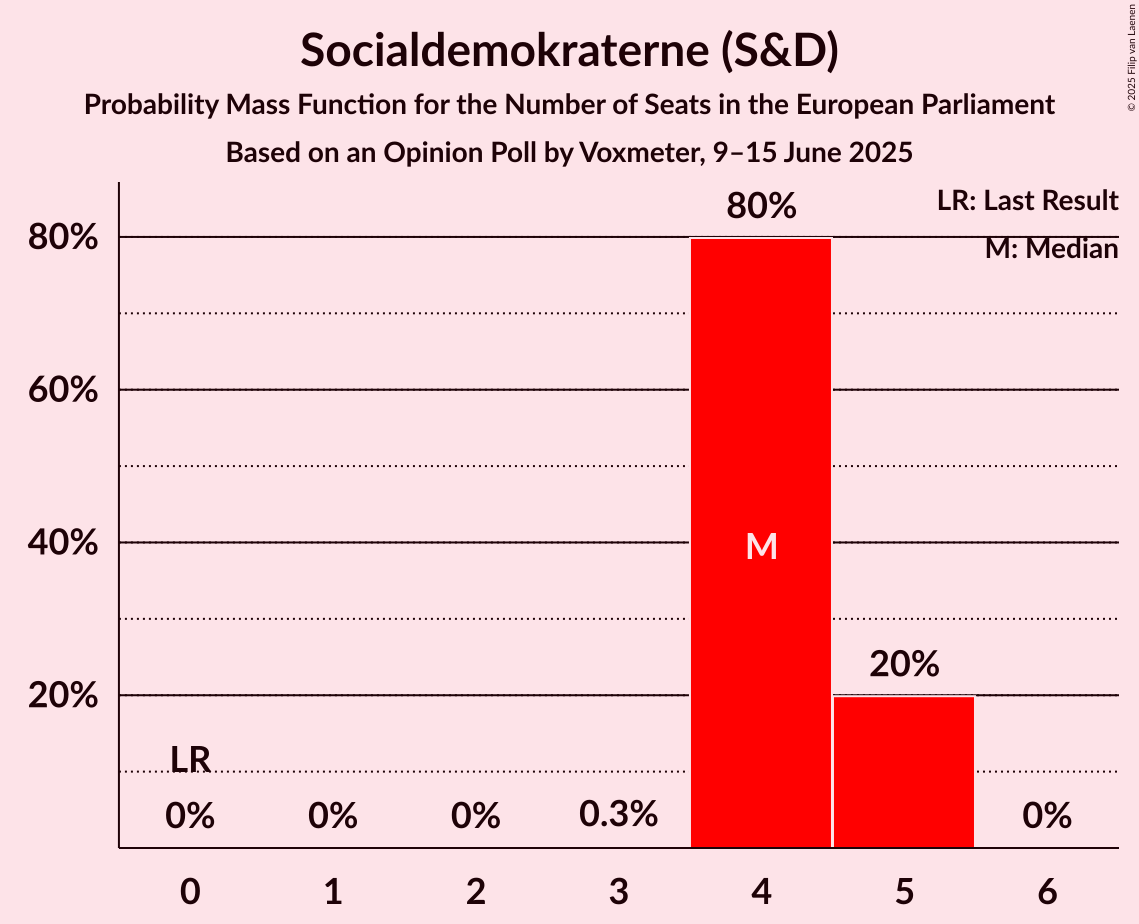 Socialdemokraterne (S&D)
Probability Mass Function for the Number of Seats in the European Parliament
Based on an Opinion Poll by Voxmeter, 9–15 June 2025
© 2025 Filip van Laenen
LR: Last Result
M: Median
80%
60%
40%
20%
LR
0%
0%
0%
0.3%
80%
M
20%
0%
0
1
2
3
4
5
6